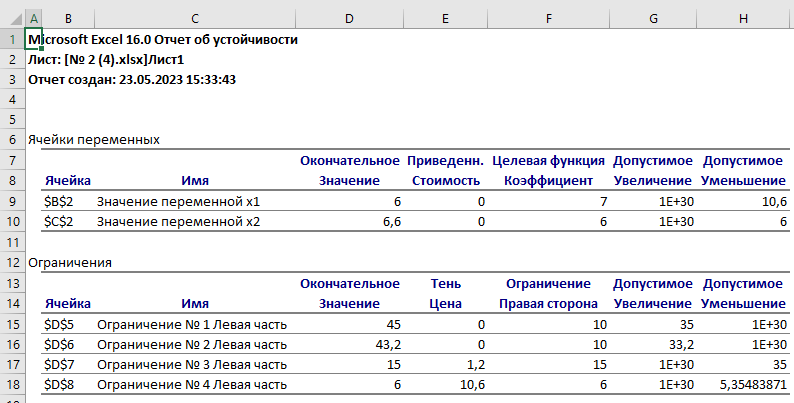 A B C D E F G H
1 Microsoft Excel 16.0 Отчет об устойчивости
2 Лист: [№ 2 (4).xlsx]Лист1
3 Отчет создан: 23.05.2023 15:33:43
4
5
6 Ячейки переменных
7 Окончательное Приведенн. Целевая функция Допустимое Допустимое
8 Ячейка Имя Значение Стоимость Коэффициент Увеличение Уменьшение
9 $B$2 Значение переменной x1 6 0 7 1E+30 10,6
10 $C$2 Значение переменной x2 6,6 0 6 1E+30 6
11
12 Ограничения
13 Окончательное Тень Ограничение Допустимое Допустимое
14 Ячейка Имя Значение Цена Правая сторона Увеличение Уменьшение
15 $D$5 Ограничение № 1 Левая часть 45 0 10 35 1E+30
16 $D$6 Ограничение № 2 Левая часть 43,2 0 10 33,2 1E+30
17 $D$7 Ограничение № 3 Левая часть 15 1,2 15 1E+30 35
18 $D$8 Ограничение № 4 Левая часть 6 10,6 6 1E+30 5,35483871